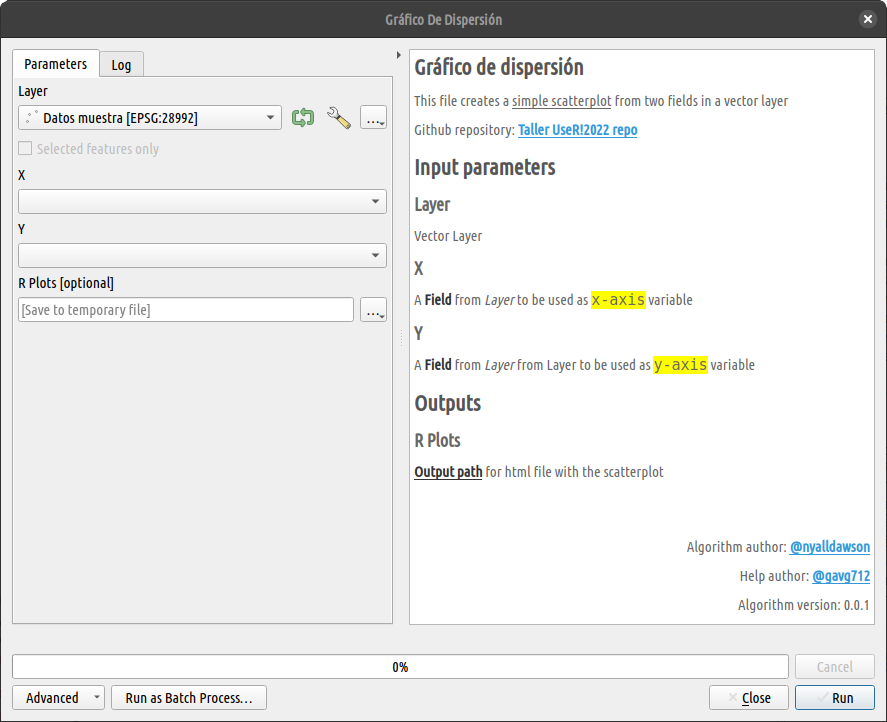 Gráfico De Dispersión
Parameters
Log
Layer
Datos muestra [EPSG:28992]
...
Selected features only
X
Y
R Plots [optional]
[Save to temporary file]
...
Gráfico de dispersión
This file creates a simple scatterplot from two fields in a vector layer
Github repository: Taller UseR!2022 repo
Input parameters
Layer
Vector Layer
X
A Field from Layer to be used as x-axis variable
Y
A Field from Layer from Layer to be used as y-axis variable
Outputs
R Plots
Output path for html file with the scatterplot
Algorithm author: @nyalldawson
Help author: @gavg712
Algorithm version: 0.0.1
0%
Cancel
Advanced
Run as Batch Process...
Close
Run